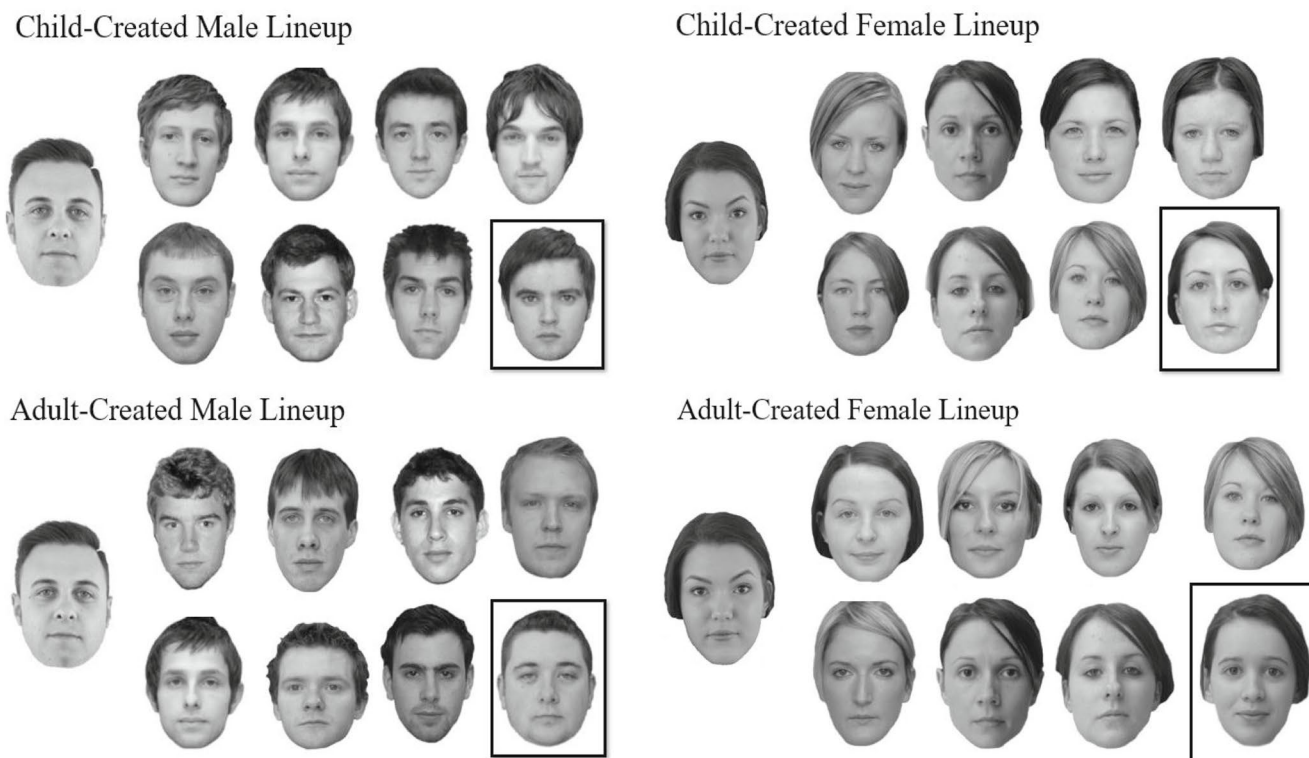 Child-Created Male Lineup
Child-Created Female Lineup
Adult-Created Male Lineup
Adult-Created Female Lineup